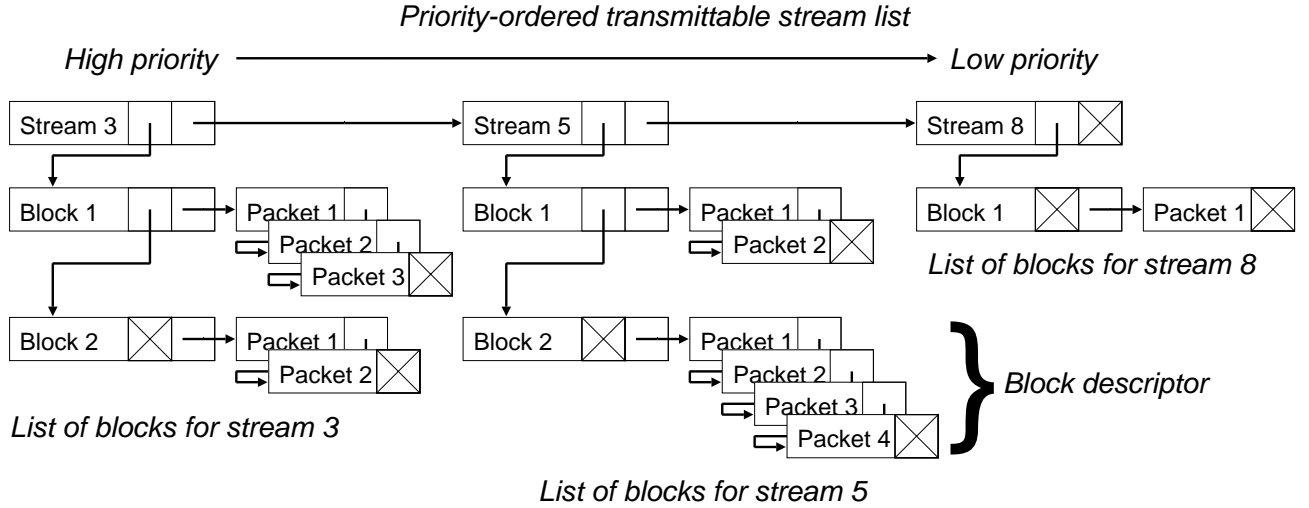 Priority-ordered transmittable stream list
High priority Low priority
Stream 3 Stream 5 Stream 8
Block 1 Packet 1 Block 1 Packet 1 Block 1 Packet 1
Packet 2 Packet 2
Packet 3
List of blocks for stream 8
Block 2 Packet 1 Block 2 Packet 1
Packet 2 Packet 2
Block descriptor
Packet 3
List of blocks for stream 3
Packet 4
List of blocks for stream 5